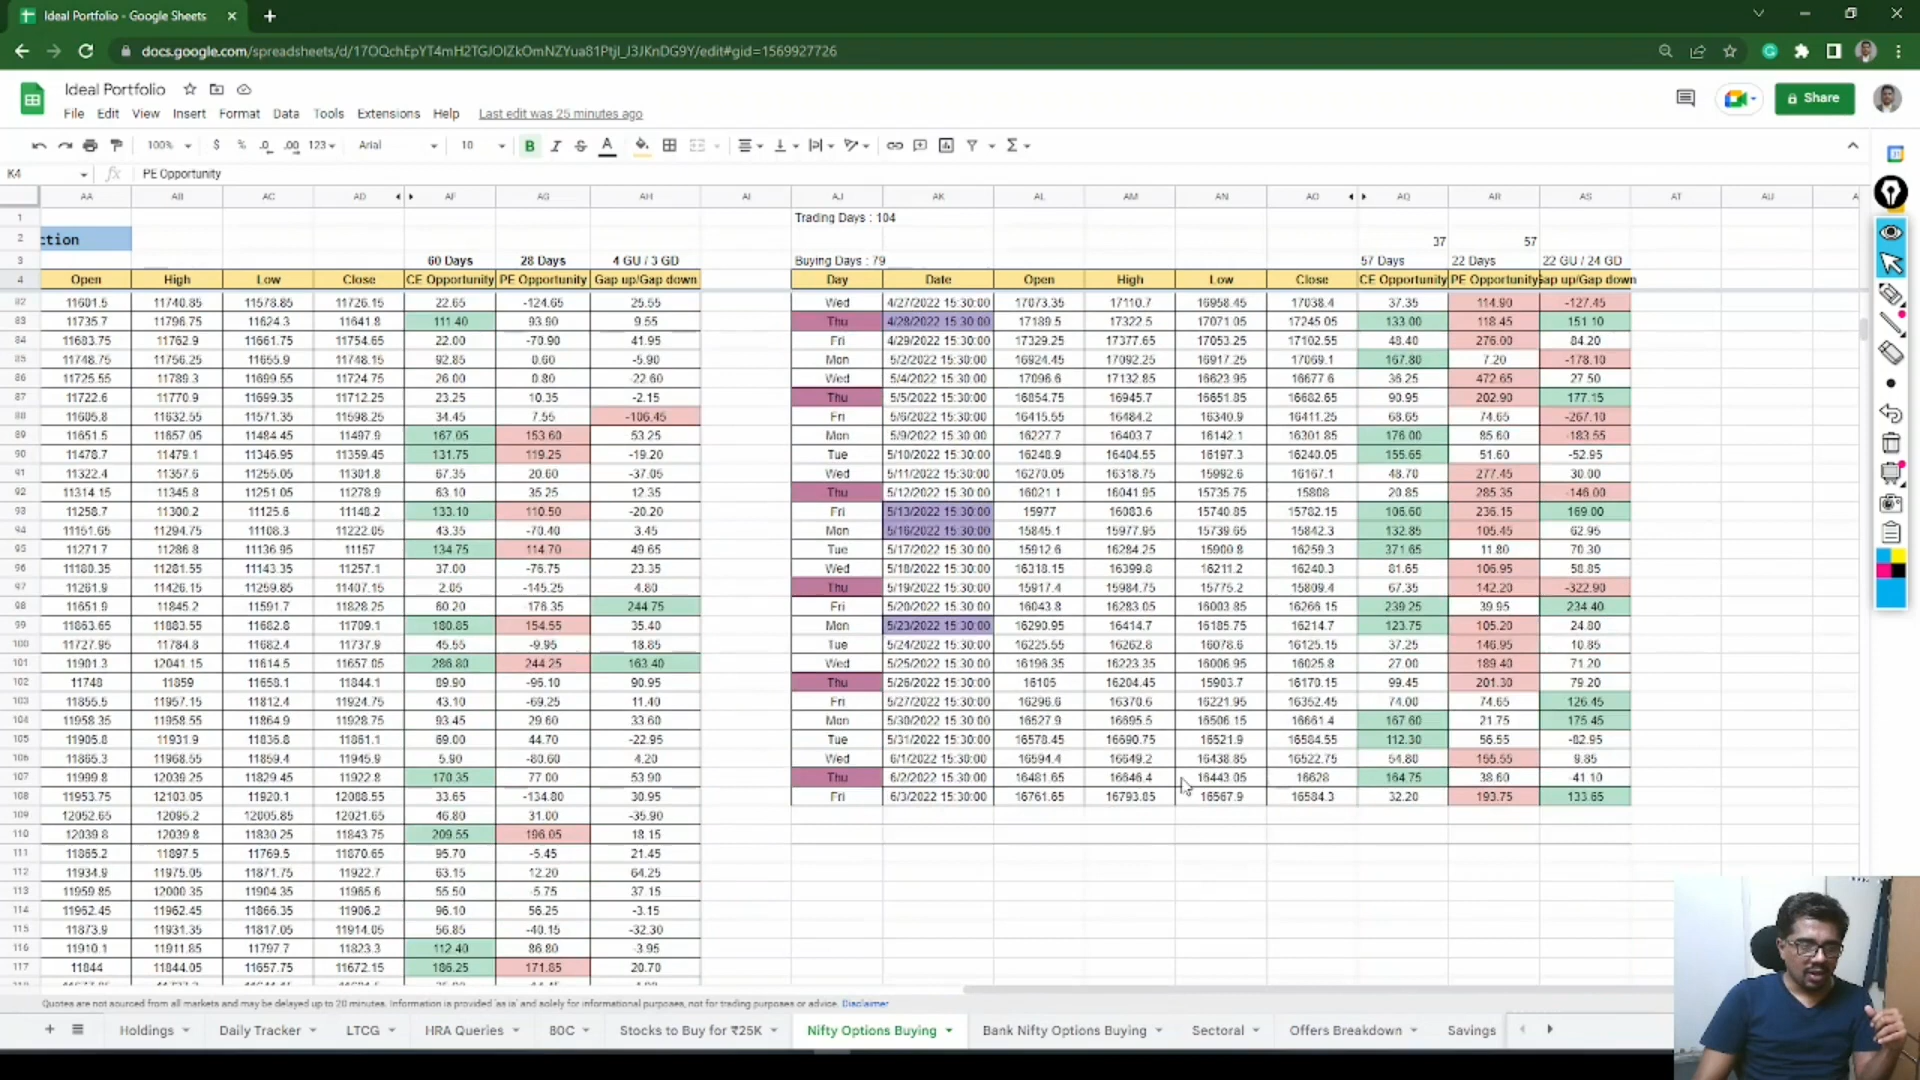 Ideal Portfolio - Google Sheets
docs.google.com/spreadsheets/d/17OQchEpYT4mH2TGJOIZkOmNZYua81PtjI_J3JKnDG9Y/edit#gid=1569927726
Ideal Portfolio
Share
File Edit View Insert Format Data Tools Extensions Help Last edit was 25 minutes ago
100% $ % .0 .00 123 Arial 10 B I S A
K4 fx PE Opportunity
AA AB AC AD AF AG AH AI AJ AK AL AM AN AO AQ AR AS AT AU
1 Trading Days : 104
2 ction 37 57
3 60 Days 28 Days 4 GU / 3 GD Buying Days : 79 57 Days 22 Days 22 GU / 24 GD
4 Open High Low Close CE Opportunity PE Opportunity Gap up/Gap down Day Date Open High Low Close CE Opportunity PE Opportunity Gap up/Gap down
82 11601.5 11740.85 11578.85 11726.15 22.65 -124.65 25.55 Wed 4/27/2022 15:30:00 17073.35 17110.7 16958.45 17038.4 37.35 114.90 -127.45
83 11735.7 11796.75 11624.3 11641.8 111.40 93.90 9.55 Thu 4/28/2022 15:30:00 17189.5 17322.5 17071.05 17245.05 133.00 118.45 151.10
84 11683.75 11762.9 11661.75 11754.65 22.00 -70.90 41.95 Fri 4/29/2022 15:30:00 17329.25 17377.65 17053.25 17102.55 48.40 276.00 84.20
85 11748.75 11756.25 11655.9 11748.15 92.85 0.60 -5.90 Mon 5/2/2022 15:30:00 16924.45 17092.25 16917.25 17069.1 167.80 7.20 -178.10
86 11725.55 11789.3 11699.55 11724.75 26.00 0.80 -22.60 Wed 5/4/2022 15:30:00 17096.6 17132.85 16623.95 16677.6 36.25 472.65 27.50
87 11722.6 11770.9 11699.35 11712.25 23.25 10.35 -2.15 Thu 5/5/2022 15:30:00 16854.75 16945.7 16651.85 16682.65 90.95 202.90 177.15
88 11605.8 11632.55 11571.35 11598.25 34.45 7.55 -106.45 Fri 5/6/2022 15:30:00 16415.55 16484.2 16340.9 16411.25 68.65 74.65 -267.10
89 11651.5 11657.05 11484.45 11497.9 167.05 153.60 53.25 Mon 5/9/2022 15:30:00 16227.7 16403.7 16142.1 16301.85 176.00 85.60 -183.55
90 11478.7 11479.1 11346.95 11359.45 131.75 119.25 -19.20 Tue 5/10/2022 15:30:00 16248.9 16404.55 16197.3 16240.05 155.65 51.60 -52.95
91 11322.4 11357.6 11255.05 11301.8 67.35 20.60 -37.05 Wed 5/11/2022 15:30:00 16270.05 16318.75 15992.6 16167.1 48.70 277.45 30.00
92 11314.15 11345.8 11251.05 11278.9 63.10 35.25 12.35 Thu 5/12/2022 15:30:00 16021.1 16041.95 15735.75 15808 20.85 285.35 -146.00
93 11258.7 11300.2 11125.6 11148.2 133.10 110.50 -20.20 Fri 5/13/2022 15:30:00 15977 16083.6 15740.85 15782.15 106.60 236.15 169.00
94 11151.65 11294.75 11108.3 11222.05 43.35 -70.40 3.45 Mon 5/16/2022 15:30:00 15845.1 15977.95 15739.65 15842.3 132.85 105.45 62.95
95 11271.7 11286.8 11136.95 11157 134.75 114.70 49.65 Tue 5/17/2022 15:30:00 15912.6 16284.25 15900.8 16259.3 371.65 11.80 70.30
96 11180.35 11281.55 11143.35 11257.1 37.00 -76.75 23.35 Wed 5/18/2022 15:30:00 16318.15 16399.8 16211.2 16240.3 81.65 106.95 58.85
97 11261.9 11426.15 11259.85 11407.15 2.05 -145.25 4.80 Thu 5/19/2022 15:30:00 15917.4 15984.75 15775.2 15809.4 67.35 142.20 -322.90
98 11651.9 11845.2 11591.7 11828.25 60.20 -176.35 244.75 Fri 5/20/2022 15:30:00 16043.8 16283.05 16003.85 16266.15 239.25 39.95 234.40
99 11863.65 11883.55 11682.8 11709.1 180.85 154.55 35.40 Mon 5/23/2022 15:30:00 16290.95 16414.7 16185.75 16214.7 123.75 105.20 24.80
100 11727.95 11784.8 11682.4 11737.9 45.55 -9.95 18.85 Tue 5/24/2022 15:30:00 16225.55 16262.8 16078.6 16125.15 37.25 146.95 10.85
101 11901.3 12041.15 11614.5 11657.05 286.80 244.25 163.40 Wed 5/25/2022 15:30:00 16196.35 16223.35 16006.95 16025.8 27.00 189.40 71.20
102 11748 11859 11658.1 11844.1 89.90 -96.10 90.95 Thu 5/26/2022 15:30:00 16105 16204.45 15903.7 16170.15 99.45 201.30 79.20
103 11855.5 11957.15 11812.4 11924.75 43.10 -69.25 11.40 Fri 5/27/2022 15:30:00 16296.6 16370.6 16221.95 16352.45 74.00 74.65 126.45
104 11958.35 11958.55 11864.9 11928.75 93.45 29.60 33.60 Mon 5/30/2022 15:30:00 16527.9 16695.5 16506.15 16661.4 167.60 21.75 175.45
105 11905.8 11931.9 11836.8 11861.1 69.00 44.70 -22.95 Tue 5/31/2022 15:30:00 16578.45 16690.75 16521.9 16584.55 112.30 56.55 -82.95
106 11865.3 11968.55 11859.4 11945.9 5.90 -80.60 4.20 Wed 6/1/2022 15:30:00 16594.4 16649.2 16438.85 16522.75 54.80 155.55 9.85
107 11999.8 12039.25 11829.45 11922.8 170.35 77.00 53.90 Thu 6/2/2022 15:30:00 16481.65 16646.4 16443.05 16628 164.75 38.60 -41.10
108 11953.75 12103.05 11920.1 12088.55 33.65 -134.80 30.95 Fri 6/3/2022 15:30:00 16761.65 16793.85 16567.9 16584.3 32.20 193.75 133.65
109 12052.65 12095.2 12005.85 12021.65 46.80 31.00 -35.90
110 12039.8 12039.8 11830.25 11843.75 209.55 196.05 18.15
111 11865.2 11897.5 11769.5 11870.65 95.70 -5.45 21.45
112 11934.9 11975.05 11871.75 11922.7 63.15 12.20 64.25
113 11959.85 12000.35 11904.35 11965.6 55.50 -5.75 37.15
114 11962.45 11962.45 11866.35 11906.2 96.10 56.25 -3.15
115 11873.9 11931.35 11817.05 11914.05 56.85 -40.15 -32.30
116 11910.1 11911.85 11797.7 11823.3 112.40 86.80 -3.95
117 11844 11844.05 11657.75 11672.15 186.25 171.85 20.70
Quotes are not sourced from all markets and may be delayed up to 20 minutes. Information is provided 'as is' and solely for informational purposes, not for trading purposes or advice. Disclaimer
Holdings Daily Tracker LTCG HRA Queries 80C Stocks to Buy for ₹25K Nifty Options Buying Bank Nifty Options Buying Sectoral Offers Breakdown Savings